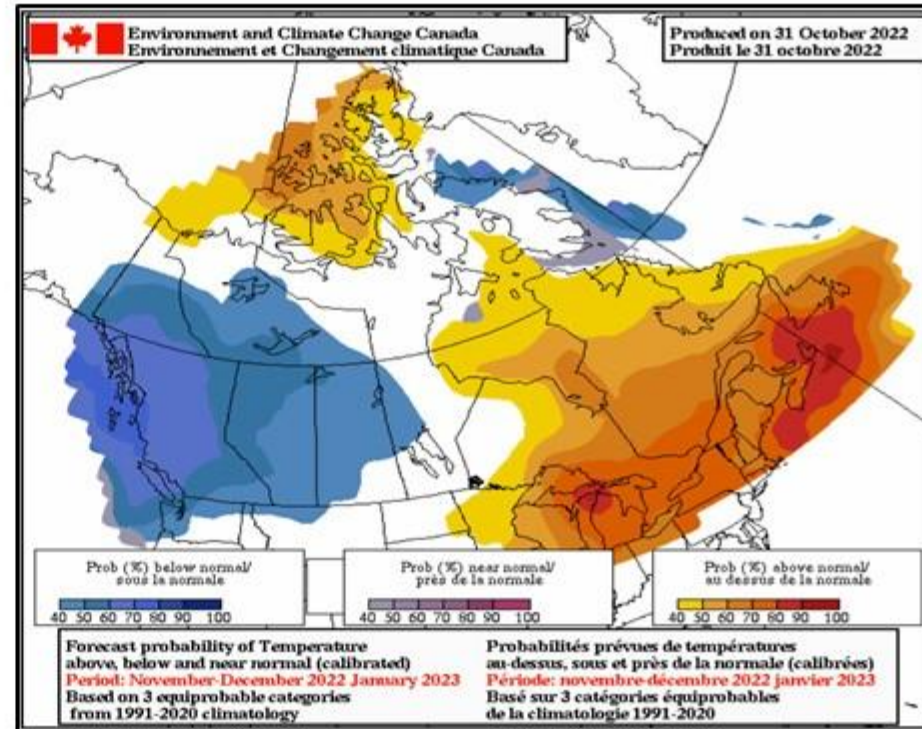 Environment and Climate Change Canada
Environnement et Changement climatique Canada
Produced on 31 October 2022
Produit le 31 octobre 2022
Prob (%) below normal/
sous la normale
40 50 60 70 80 90 100
Prob (%) near normal/
près de la normale
40 50 60 70 80 90 100
Prob (%) above normal/
au dessus de la normale
40 50 60 70 80 90 100
Forecast probability of Temperature
above, below and near normal (calibrated)
Period: November-December 2022 January 2023
Based on 3 equiprobable categories
from 1991-2020 climatology
Probabilités prévues de températures
au-dessus, sous et près de la normale (calibrées)
Période: novembre-décembre 2022 janvier 2023
Basé sur 3 catégories équiprobables
de la climatologie 1991-2020